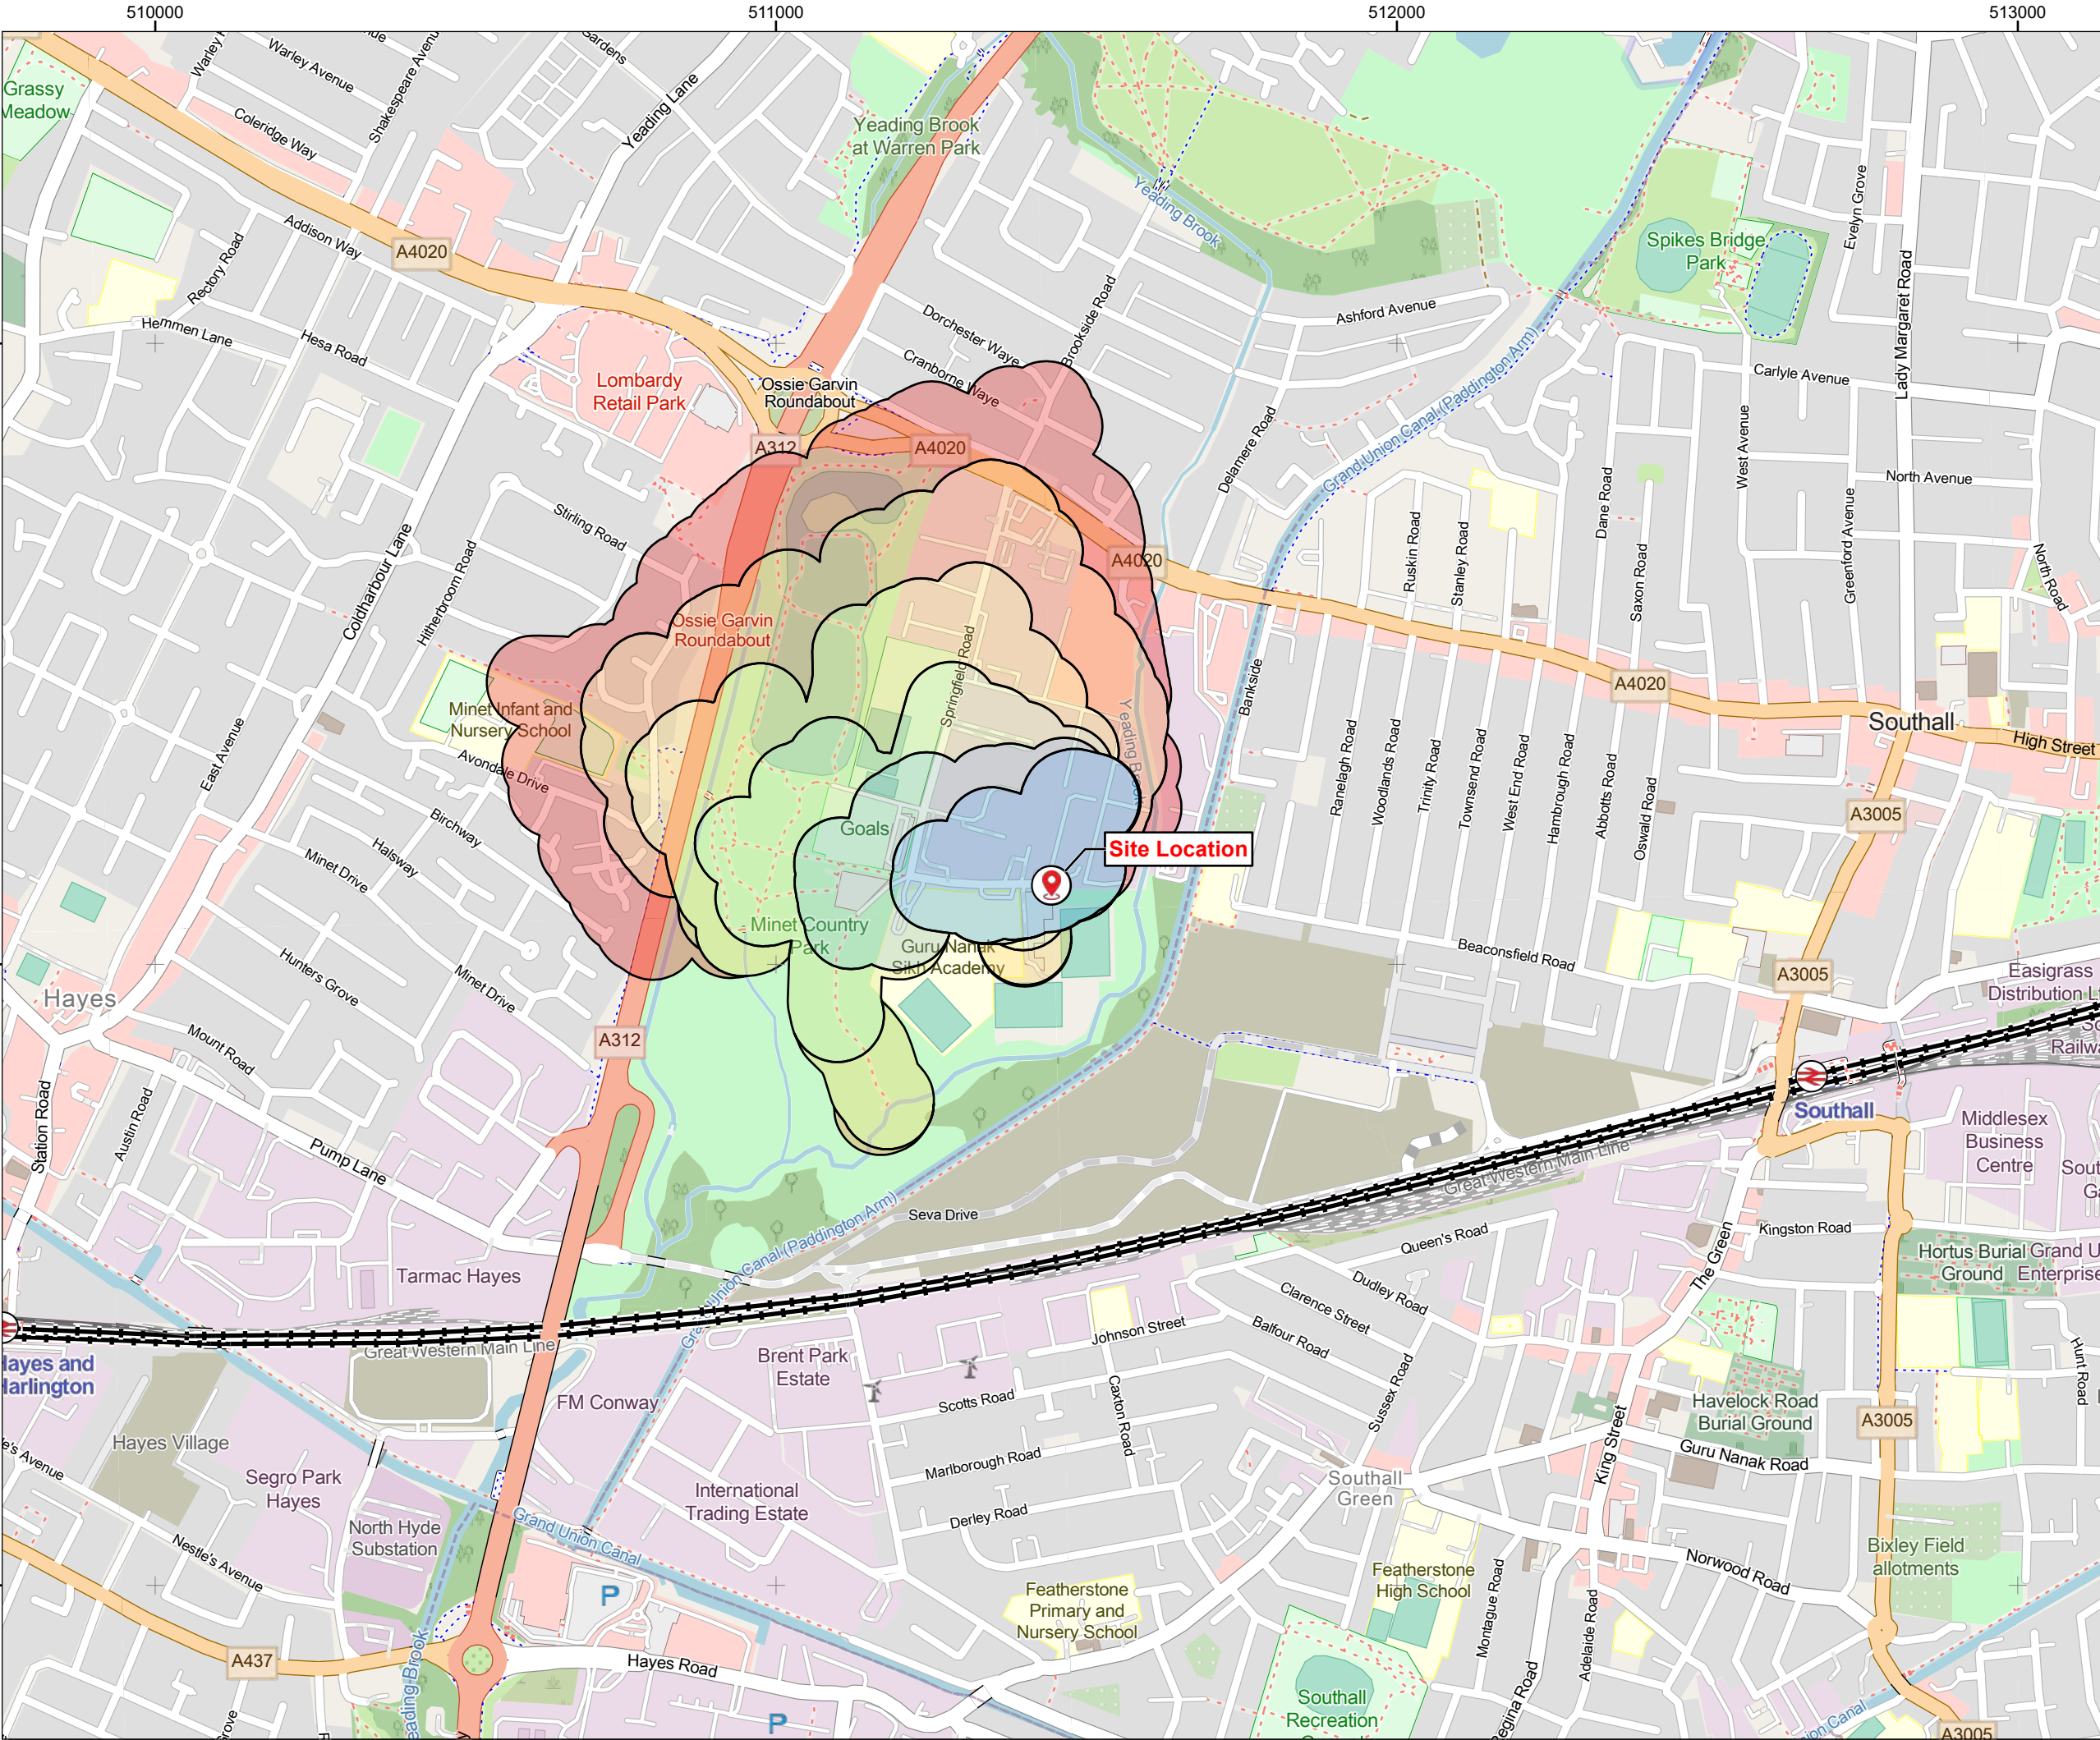 510000
511000
512000
513000
Grassy
Meadow
Warley Avenue
Shakespeare Avenue
Gardens
Coleridge Way
Yeading Lane
Yeading Brook
at Warren Park
Yeading Brook
Addison Way
A4020
Rectory Road
Hemmen Lane
Hesa Road
Lombardy
Retail Park
Ossie Garvin
Roundabout
Dorchester Waye
Cranborne Waye
Brookside Road
Ashford Avenue
Spikes Bridge
Park
Evelyn Grove
Lady Margaret Road
Carlyle Avenue
Grand Union Canal (Paddington Arm)
Delamere Road
A312
A4020
A4020
Stirling Road
Coldharbour Lane
Hitherbroom Road
Ruskin Road
Stanley Road
Dane Road
Saxon Road
West Avenue
North Avenue
Greenford Avenue
North Road
Ossie Garvin
Roundabout
Springfield Road
Yeading Brook
Bankside
A4020
Southall
High Street
Minet Infant and
Nursery School
Avondale Drive
East Avenue
Birchway
Halsway
Minet Drive
Goals
Site Location
Ranelagh Road
Woodlands Road
Trinity Road
Townsend Road
West End Road
Hambrough Road
Abbotts Road
Oswald Road
A3005
Minet Country
Park
Guru Nanak
Sikh Academy
Beaconsfield Road
A3005
Easigrass
Distribution L
Railwa
Hayes
Hunters Grove
Minet Drive
Mount Road
A312
Station Road
Austin Road
Pump Lane
Southall
Middlesex
Business
Centre
Great Western Main Line
Seva Drive
Grand Union Canal (Paddington Arm)
Queen's Road
Kingston Road
The Green
Hortus Burial
Ground
Grand U
Enterprise
Tarmac Hayes
Dudley Road
Clarence Street
Balfour Road
Johnson Street
Hayes and
Harlington
Great Western Main Line
Brent Park
Estate
FM Conway
Scotts Road
Caxton Road
Sussex Road
Havelock Road
Burial Ground
Hunt Road
A3005
King Street
Guru Nanak Road
Hayes Village
Segro Park
Hayes
Marlborough Road
International
Trading Estate
Derley Road
Southall
Green
North Hyde
Substation
Nestle's Avenue
Grand Union Canal
Featherstone
High School
Featherstone
Primary and
Nursery School
Montague Road
Norwood Road
Adelaide Road
Bixley Field
allotments
P
A437
Yeading Brook
Hayes Road
P
Southall
Recreation
Regina Road
A3005